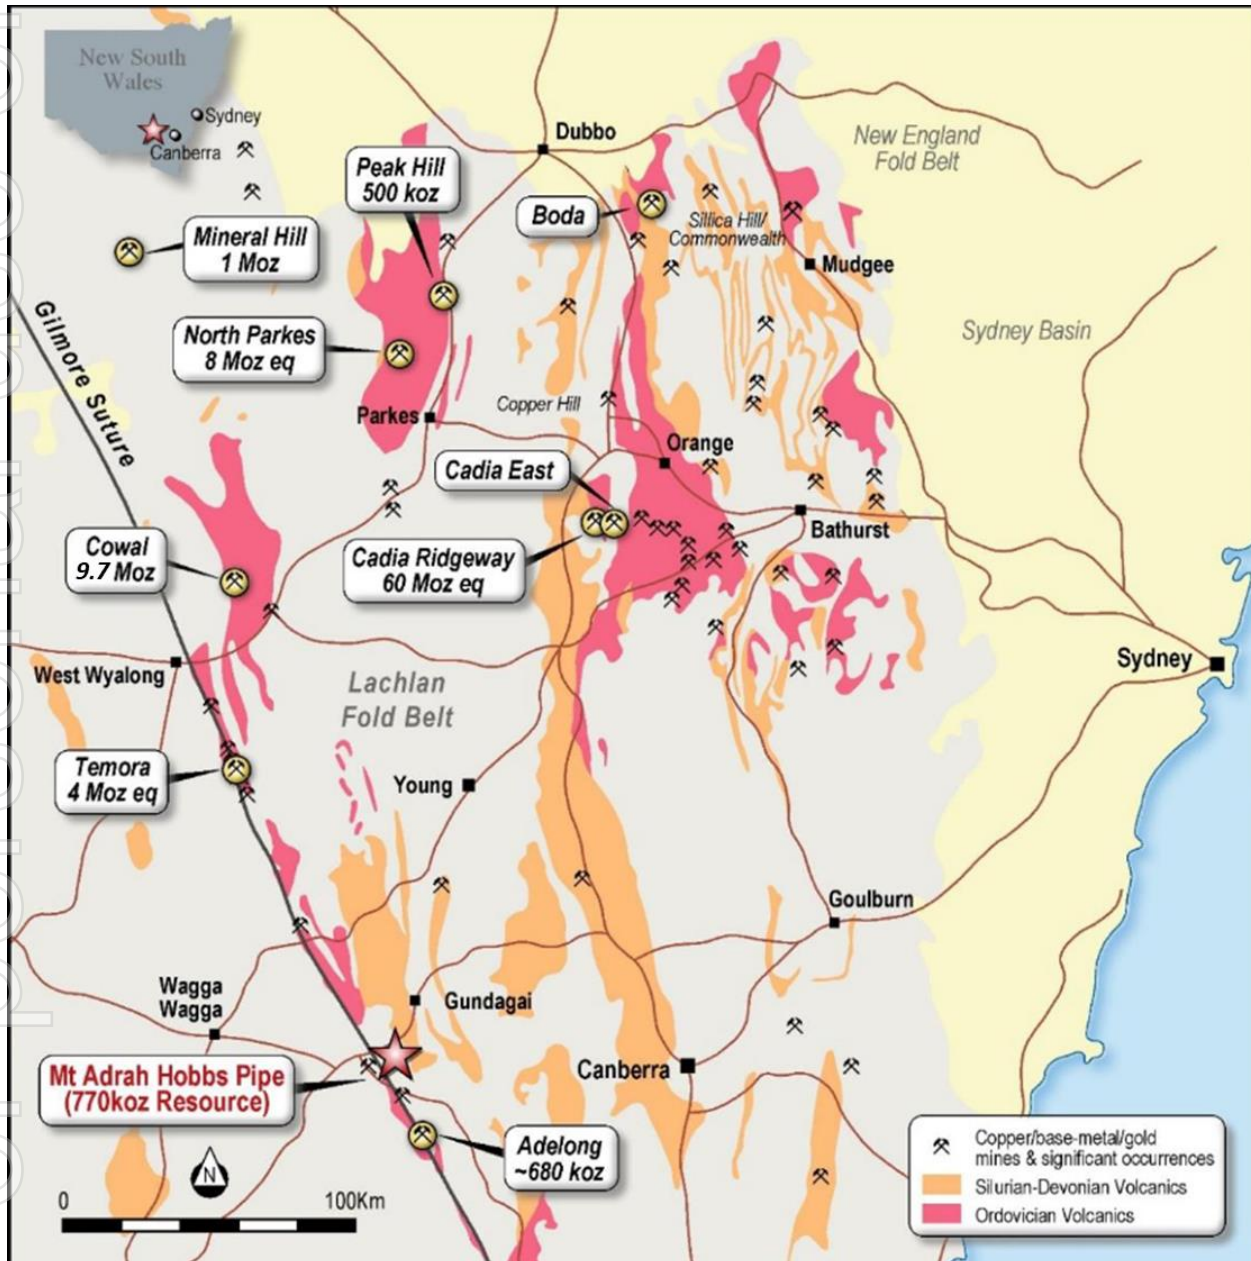 New South
Wales
Sydney
Canberra
Dubbo
New England
Fold Belt
Peak Hill
500 koz
Boda
Sillica Hill/
Commonwealth
Mineral Hill
1 Moz
Mudgee
Gilmore Suture
North Parkes
8 Moz eq
Sydney Basin
Copper Hill
Parkes
Orange
Cadia East
Bathurst
Cowal
9.7 Moz
Cadia Ridgeway
60 Moz eq
Sydney
West Wyalong
Lachlan
Fold Belt
Temora
4 Moz eq
Young
Goulburn
Wagga
Wagga
Gundagai
Mt Adrah Hobbs Pipe
(770koz Resource)
Canberra
Adelong
~680 koz
N
0 100Km
Copper/base-metal/gold
mines & significant occurrences
Silurian-Devonian Volcanics
Ordovician Volcanics